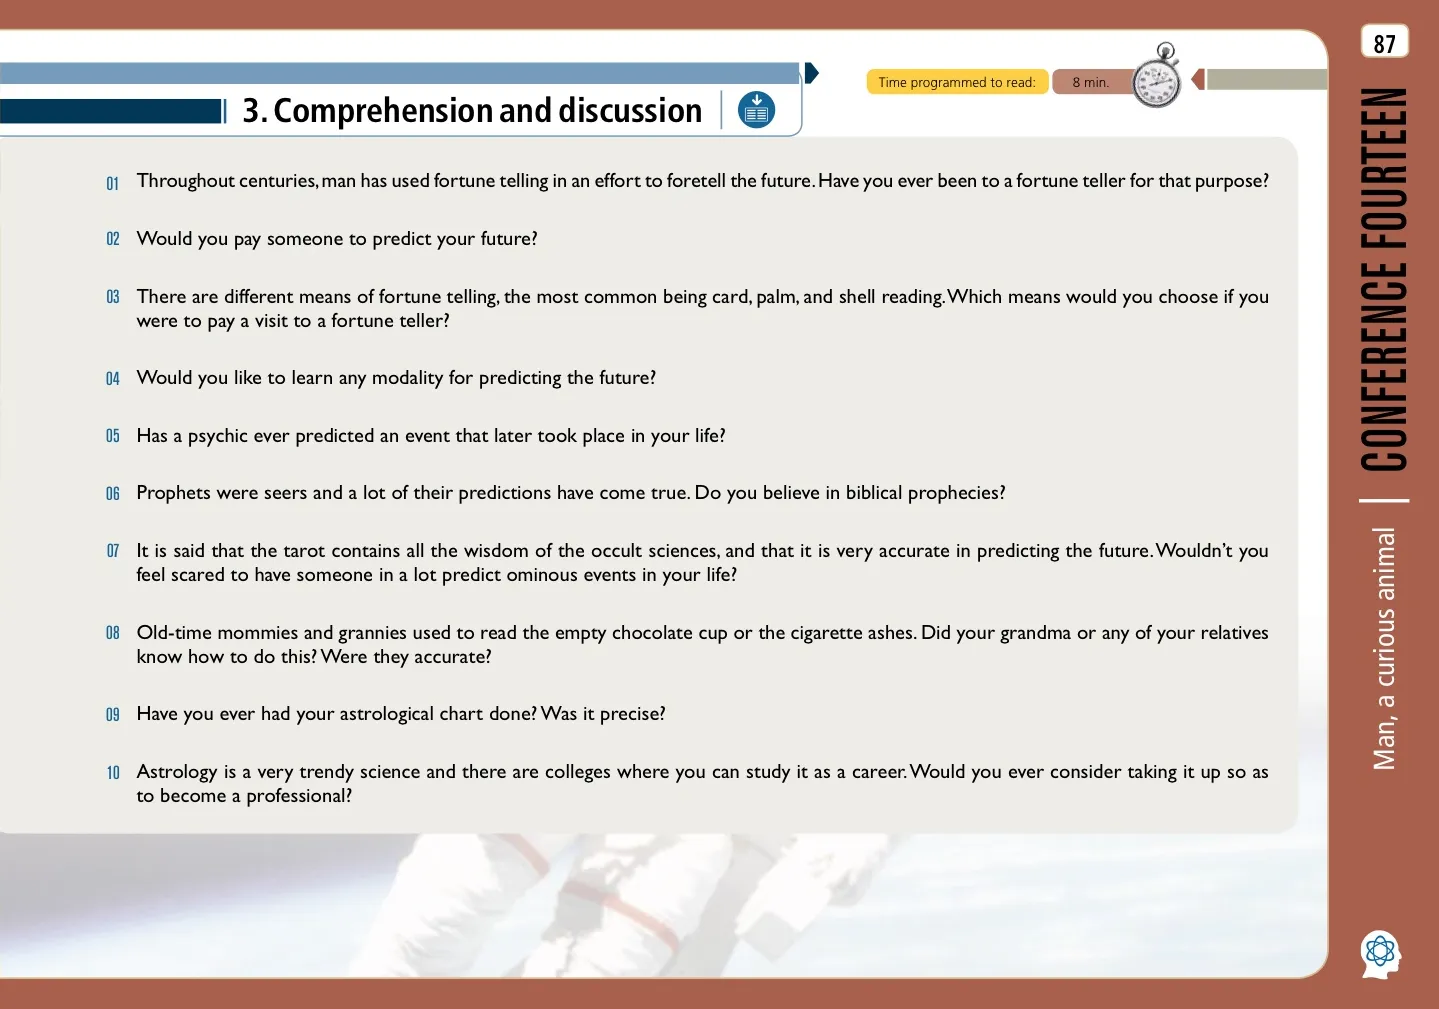 87
Time programmed to read:
8 min.
3. Comprehension and discussion
01 Throughout centuries, man has used fortune telling in an effort to foretell the future. Have you ever been to a fortune teller for that purpose?
02 Would you pay someone to predict your future?
03 There are different means of fortune telling, the most common being card, palm, and shell reading. Which means would you choose if you
were to pay a visit to a fortune teller?
04 Would you like to learn any modality for predicting the future?
05 Has a psychic ever predicted an event that later took place in your life?
06 Prophets were seers and a lot of their predictions have come true. Do you believe in biblical prophecies?
07 It is said that the tarot contains all the wisdom of the occult sciences, and that it is very accurate in predicting the future. Wouldn't you
feel scared to have someone in a lot predict ominous events in your life?
08 Old-time mommies and grannies used to read the empty chocolate cup or the cigarette ashes. Did your grandma or any of your relatives
know how to do this? Were they accurate?
09 Have you ever had your astrological chart done? Was it precise?
10 Astrology is a very trendy science and there are colleges where you can study it as a career. Would you ever consider taking it up so as
to become a professional?
CONFERENCE FOURTEEN
Man, a curious animal